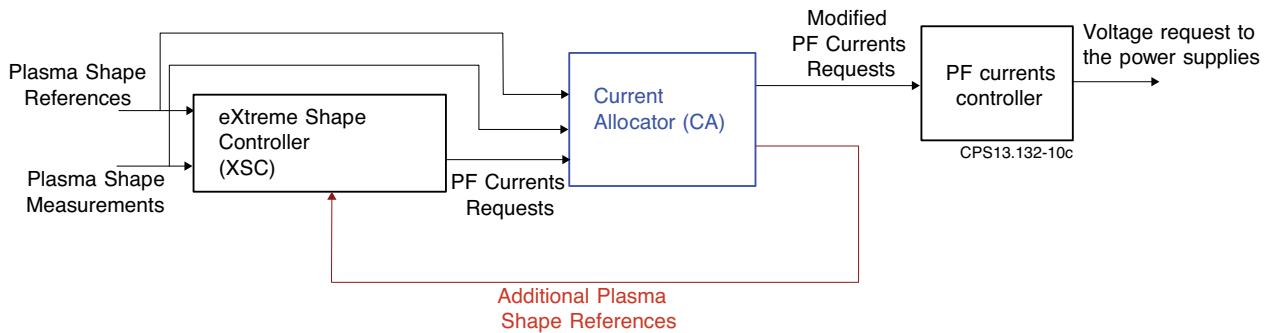 Plasma Shape
References
Plasma Shape
Measurements
eXtreme Shape
Controller
(XSC)
PF Currents
Requests
Current
Allocator (CA)
Modified
PF Currents
Requests
PF currents
controller
CPS13.132-10c
Voltage request to
the power supplies
Additional Plasma
Shape References